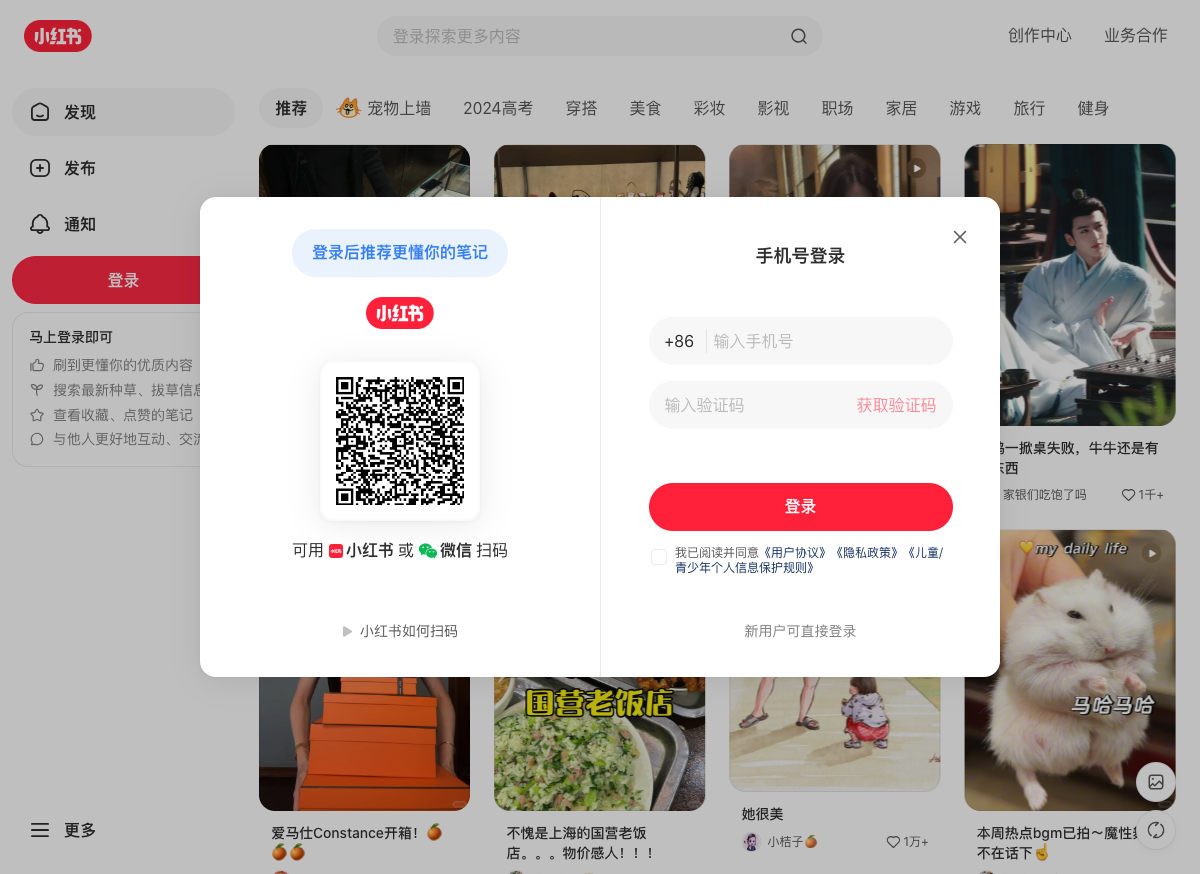 小红书
登录探索更多内容
创作中心
业务合作
发现
发布
通知
登录
马上登录即可
刷到更懂你的优质内容
搜索最新种草、拔草信息
查看收藏、点赞的笔记
与他人更好地互动、交流
更多
推荐
宠物上墙
2024高考
穿搭
美食
彩妆
影视
职场
家居
游戏
旅行
健身
登录后推荐更懂你的笔记
小红书
可用 小红书 或 微信 扫码
小红书如何扫码
手机号登录
+86 输入手机号
输入验证码 获取验证码
登录
我已阅读并同意《用户协议》《隐私政策》《儿童/
青少年个人信息保护规则》
新用户可直接登录
一掀桌失败，牛牛还是有
西
家银们吃饱了吗
1千+
my daily life
马哈马哈
国营老饭店
爱马仕Constance开箱！🍊
🍊🍊
不愧是上海的国营老饭
店。。。物价感人！！！
她很美
小桔子🍊
1万+
本周热点bgm已拍～魔性
不在话下☝